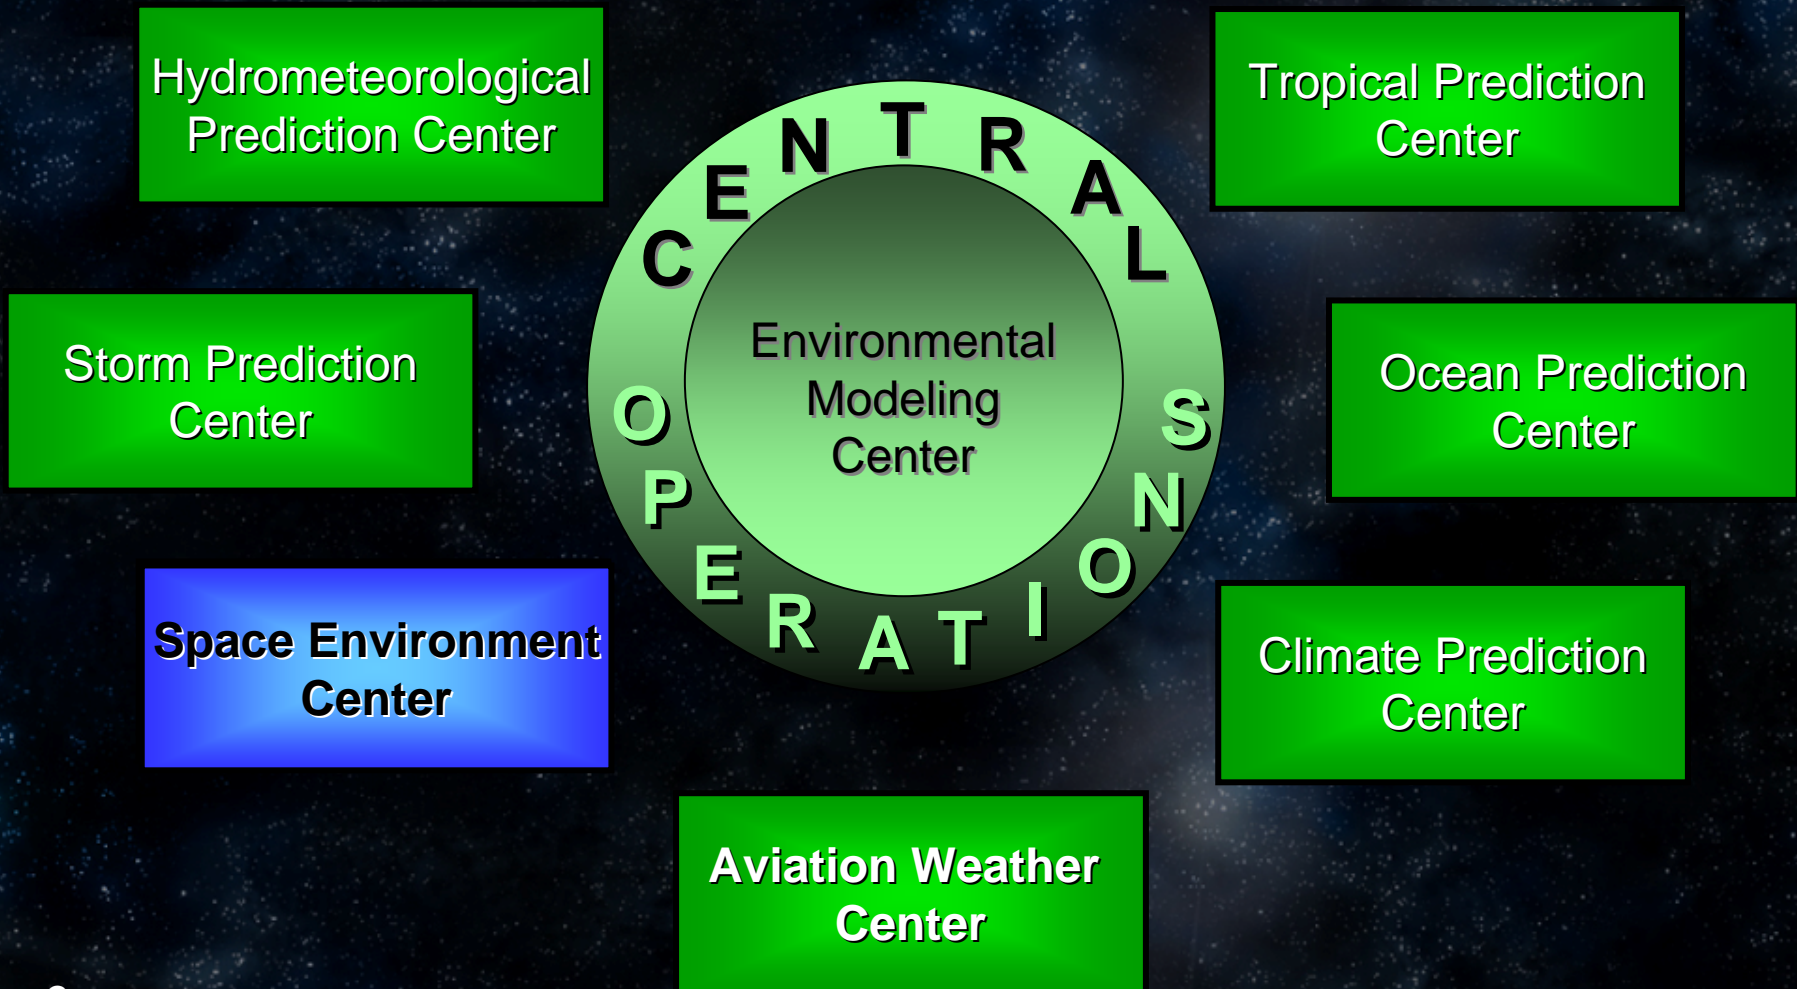 Hydrometeorological
Prediction Center
Tropical Prediction
Center
CENTRAL
OPERATIONS
Environmental
Modeling
Center
Storm Prediction
Center
Ocean Prediction
Center
Space Environment
Center
Climate Prediction
Center
Aviation Weather
Center